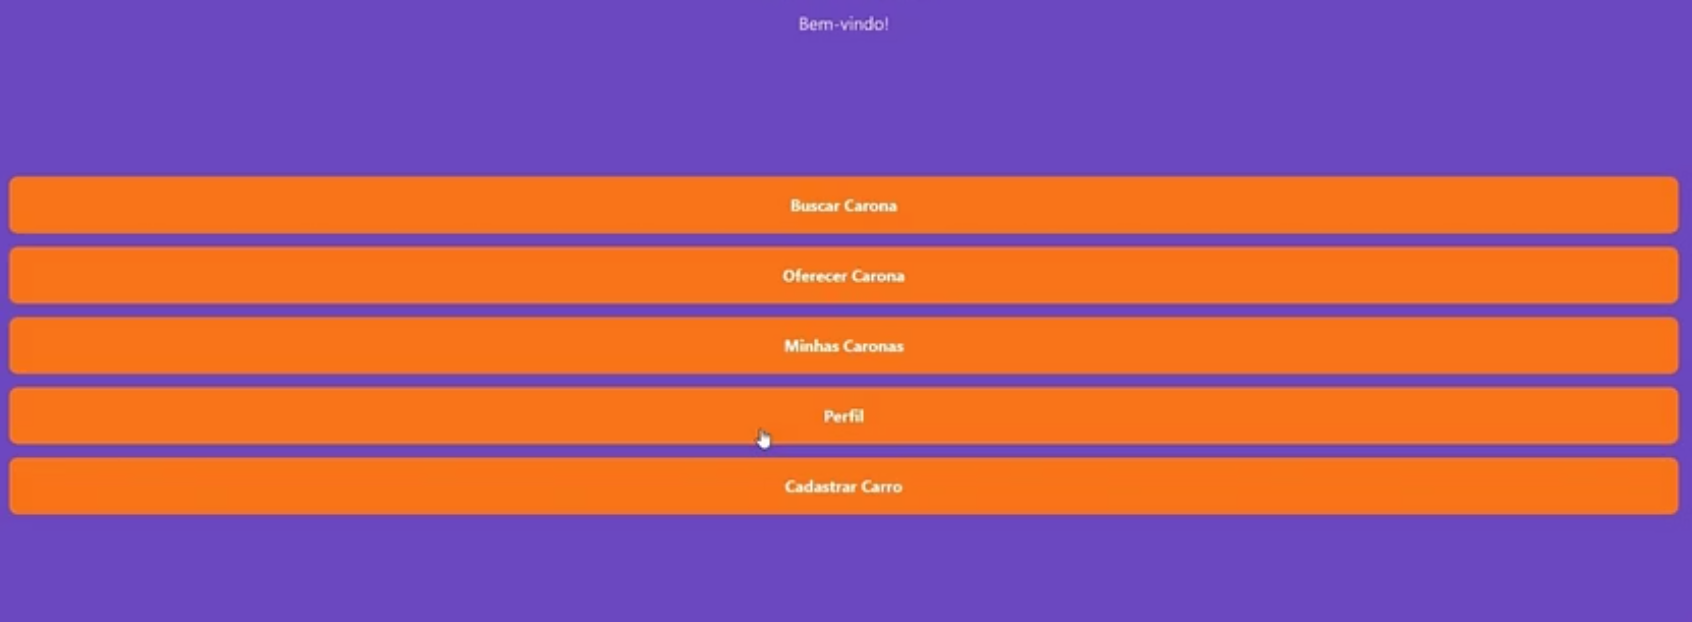 Bem-vindo!
Buscar Carona
Oferecer Carona
Minhas Caronas
Perfil
Cadastrar Carro